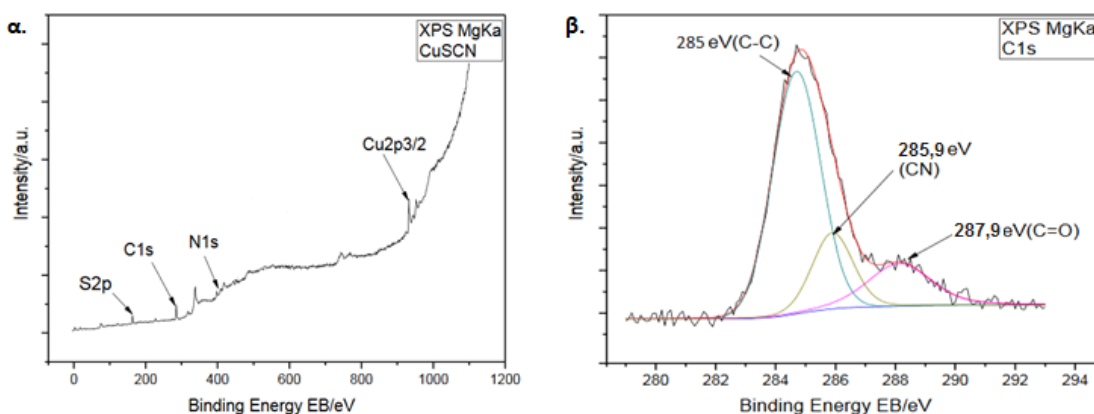 α.
XPS MgKa
CuSCN
Cu2p3/2
N1s
C1s
S2p
Intensity/a.u.
0 200 400 600 800 1000 1200
Binding Energy EB/eV
β.
XPS MgKa
C1s
285 eV(C-C)
285,9 eV
(CN)
287,9 eV(C=O)
Intensity/a.u.
280 282 284 286 288 290 292 294
Binding Energy EB/eV